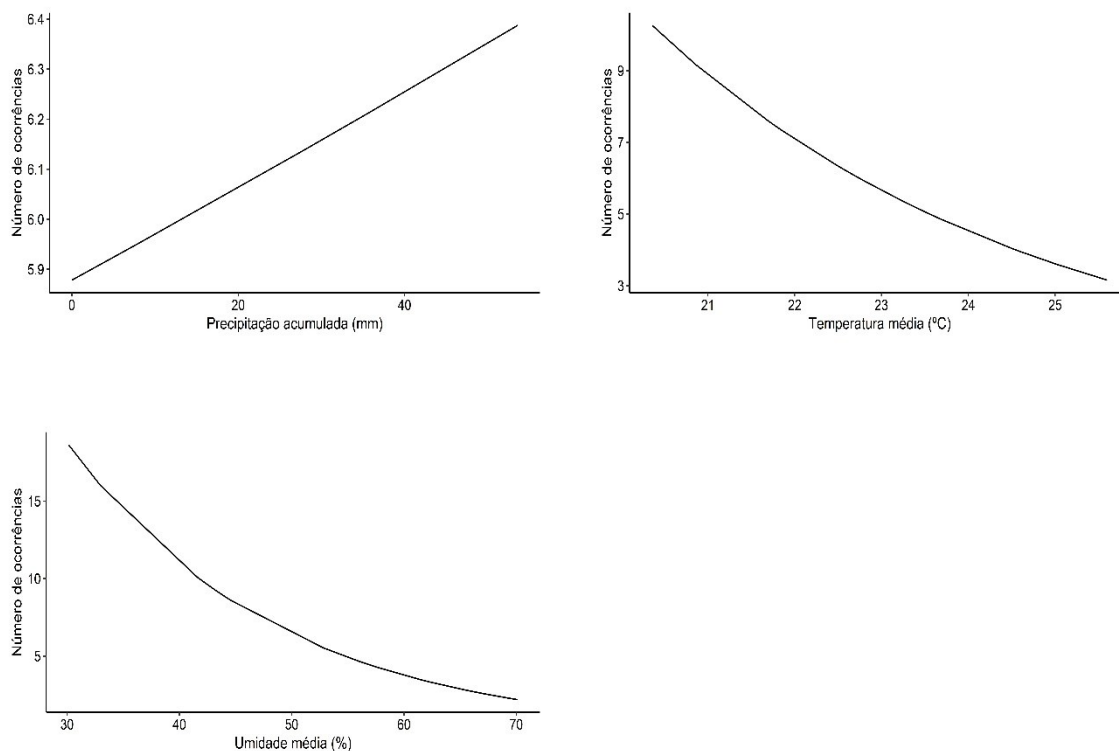 Número de ocorrências
6.4
6.3
6.2
6.1
6.0
5.9
0 20 40
Precipitação acumulada (mm)
Número de ocorrências
9
7
5
3
21 22 23 24 25
Temperatura média (ºC)
Número de ocorrências
15
10
5
30 40 50 60 70
Umidade média (%)